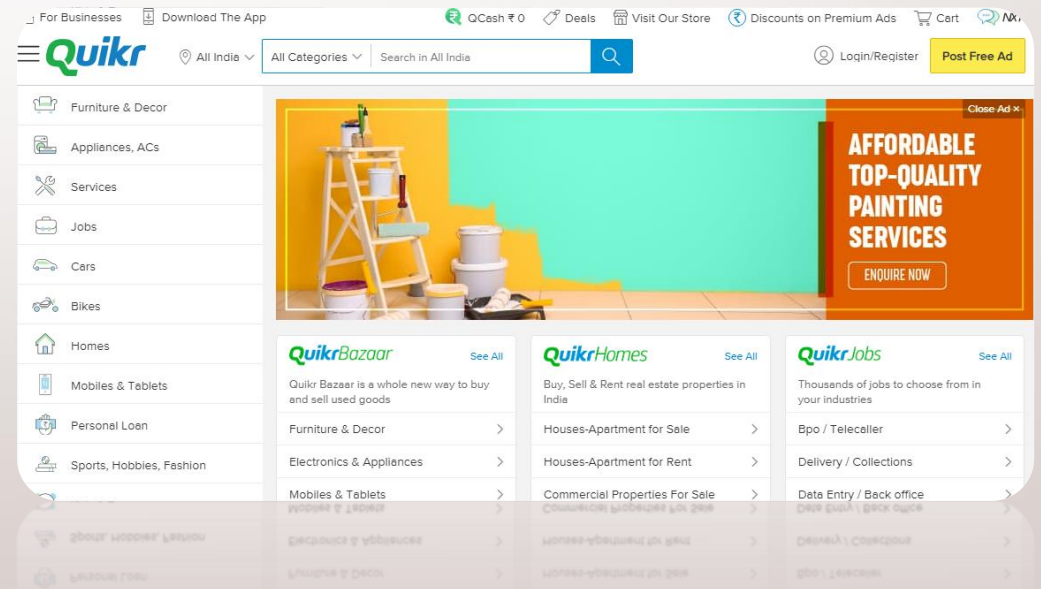 For Businesses Download The App QCash ₹ 0 Deals Visit Our Store Discounts on Premium Ads Cart NXT
Quikr All India All Categories Search in All India Login/Register Post Free Ad
Furniture & Decor
Appliances, ACs
Services
Jobs
Cars
Bikes
Homes
Mobiles & Tablets
Personal Loan
Sports, Hobbies, Fashion
Close Ad ×
AFFORDABLE
TOP-QUALITY
PAINTING
SERVICES
ENQUIRE NOW
QuikrBazaar See All
Quikr Bazaar is a whole new way to buy
and sell used goods
Furniture & Decor
Electronics & Appliances
Mobiles & Tablets
QuikrHomes See All
Buy, Sell & Rent real estate properties in
India
Houses-Apartment for Sale
Houses-Apartment for Rent
Commercial Properties For Sale
QuikrJobs See All
Thousands of jobs to choose from in
your industries
Bpo / Telecaller
Delivery / Collections
Data Entry / Back office